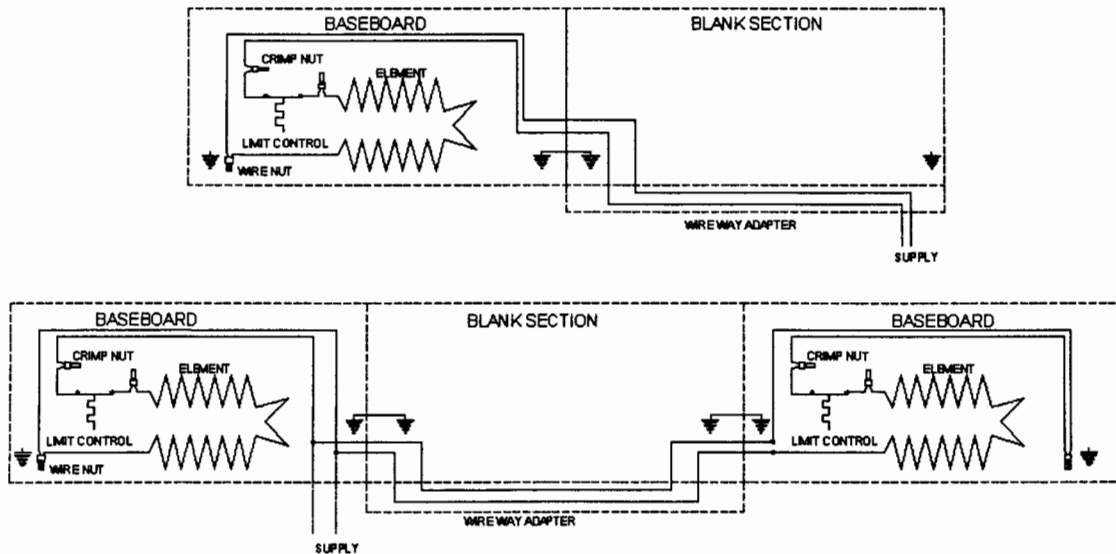 BASEBOARD
BLANK SECTION
CRIMP NUT
ELEMENT
LIMIT CONTROL
WIRE NUT
WIRE WAY ADAPTER
SUPPLY
BASEBOARD
BLANK SECTION
BASEBOARD
CRIMP NUT
ELEMENT
CRIMP NUT
ELEMENT
LIMIT CONTROL
LIMIT CONTROL
WIRE NUT
WIRE WAY ADAPTER
SUPPLY